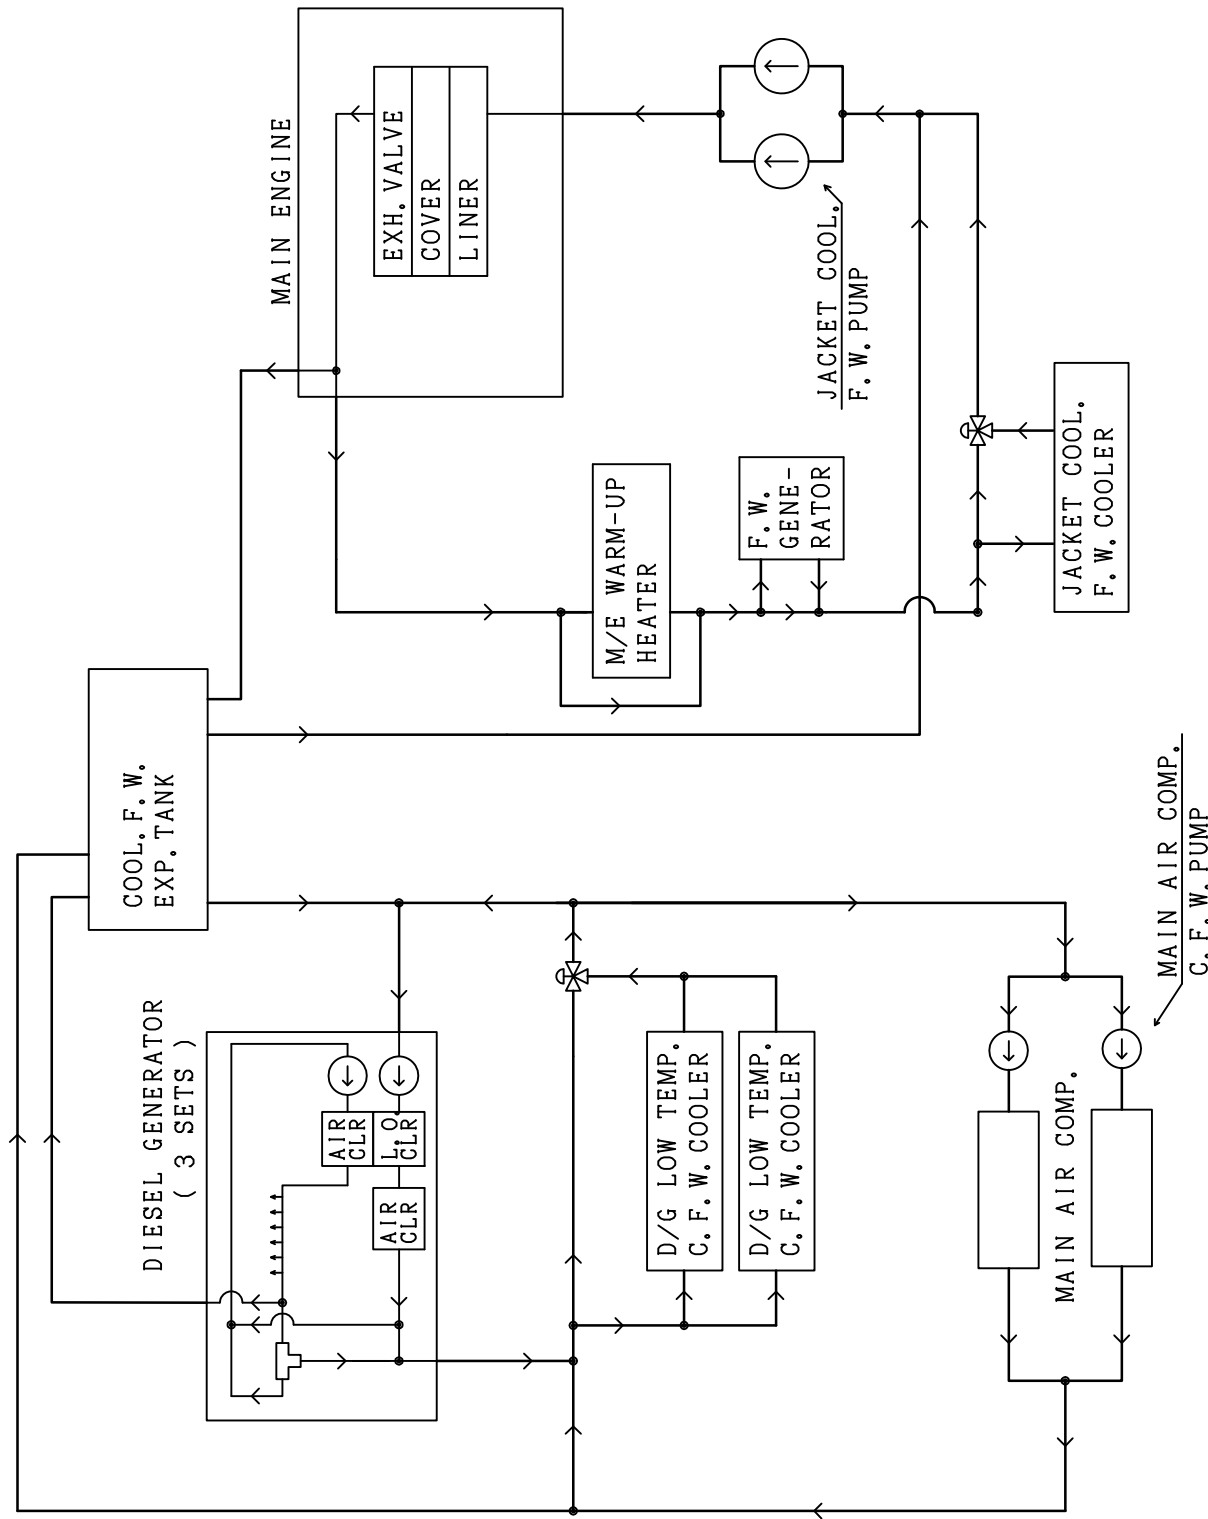 MAIN ENGINE
EXH. VALVE
COVER
LINER
JACKET COOL.
F. W. PUMP
M/E WARM-UP
HEATER
F. W.
GENE-
RATOR
JACKET COOL.
F. W. COOLER
COOL. F. W.
EXP. TANK
DIESEL GENERATOR
( 3 SETS )
AIR
CLR
L.O.
CLR
AIR
CLR
D/G LOW TEMP.
C. F. W. COOLER
D/G LOW TEMP.
C. F. W. COOLER
MAIN AIR COMP.
MAIN AIR COMP.
C. F. W. PUMP